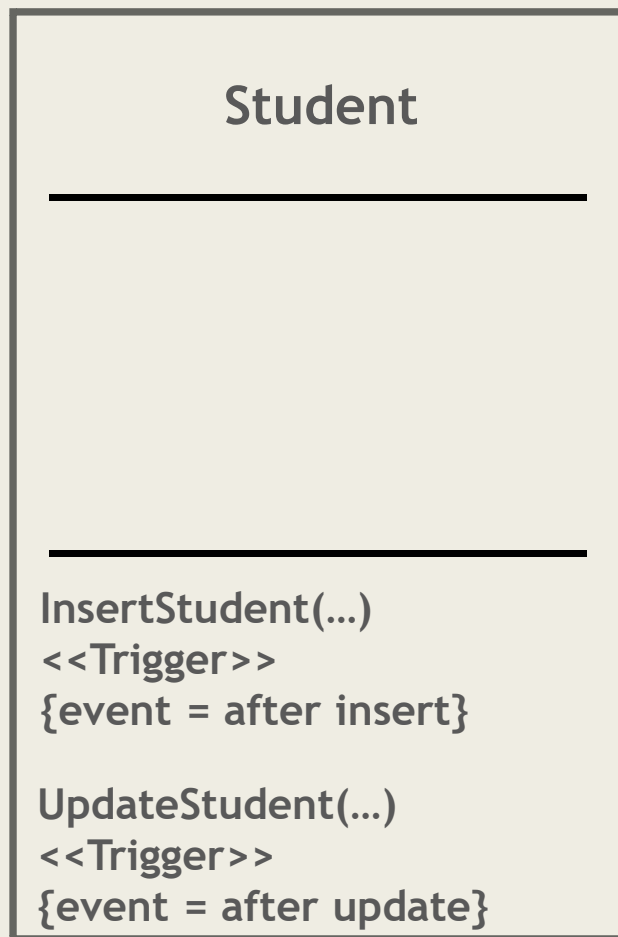 Student
InsertStudent(…)
<<Trigger>>
{event = after insert}
UpdateStudent(…)
<<Trigger>>
{event = after update}